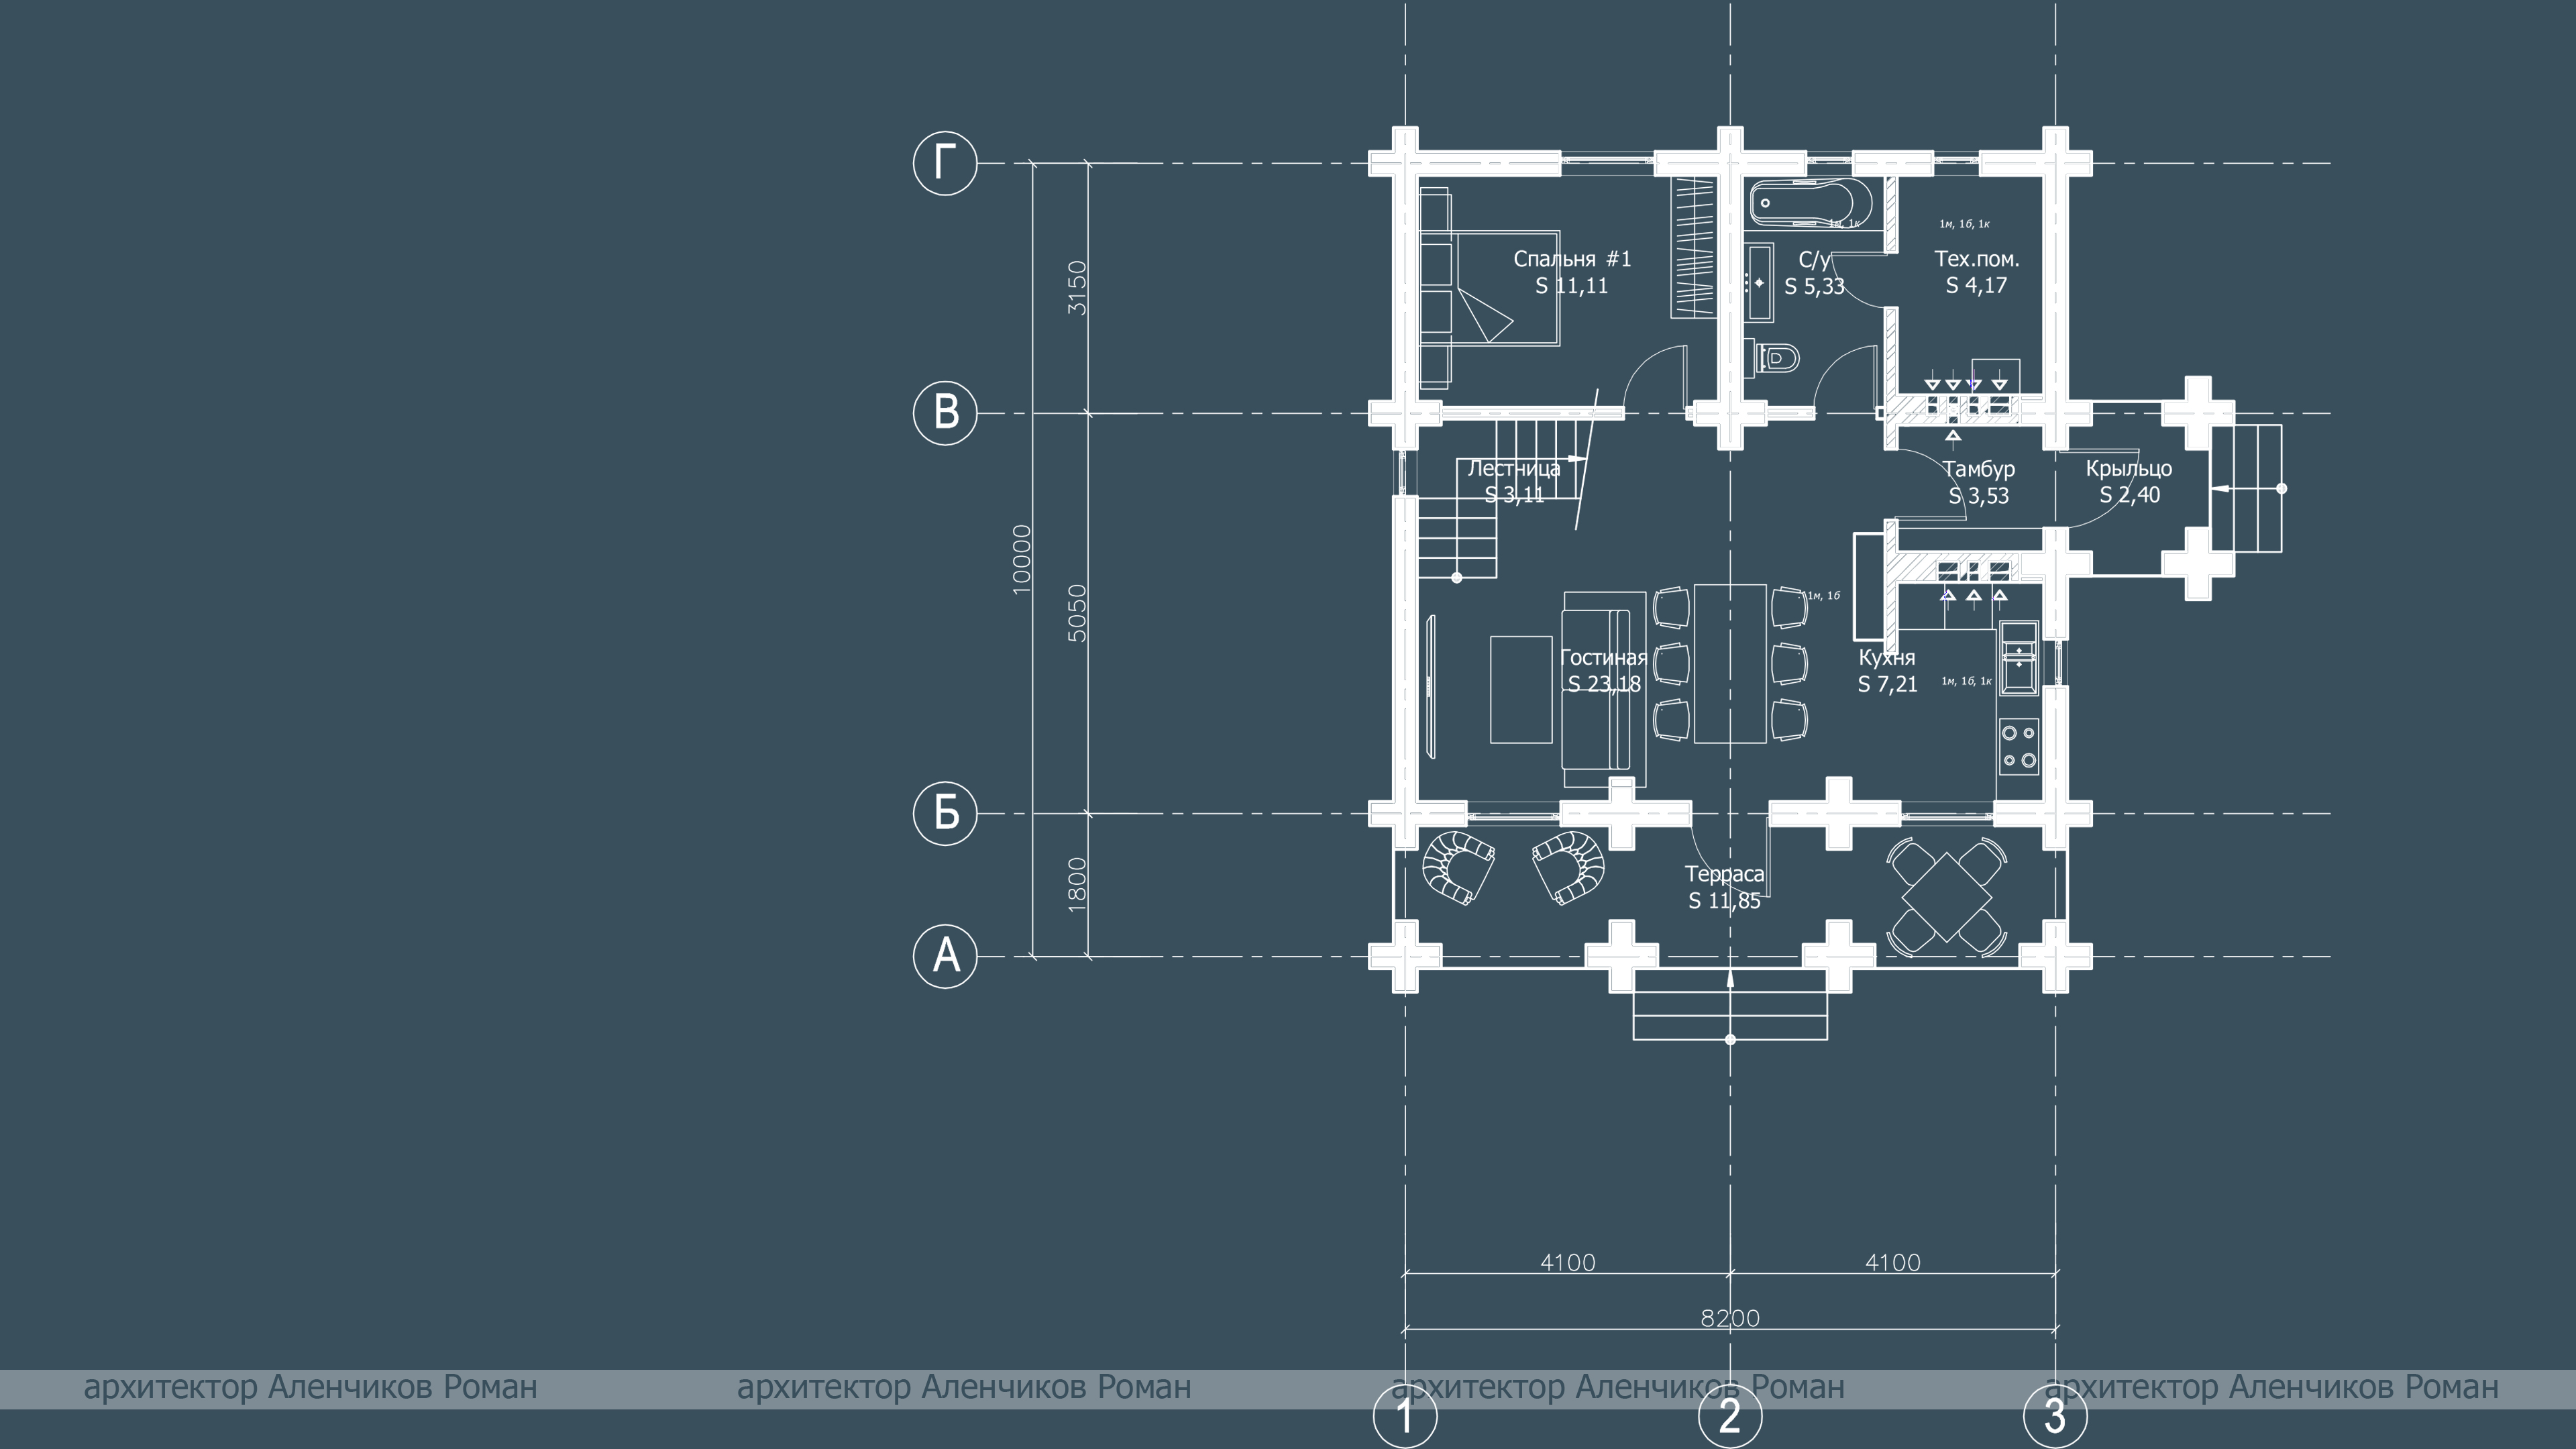 Г
В
Б
А
3150
10000
5050
1800
Спальня #1
S 11,11
1м, 1к
С/у
S 5,33
1м, 1б, 1к
Тех.пом.
S 4,17
Лестница
S 3,11
Тамбур
S 3,53
Крыльцо
S 2,40
1м, 1б
Гостиная
S 23,18
Кухня
S 7,21
1м, 1б, 1к
Терраса
S 11,85
4100
4100
8200
архитектор Аленчиков Роман
архитектор Аленчиков Роман
архитектор Аленчиков Роман
архитектор Аленчиков Роман
1
2
3